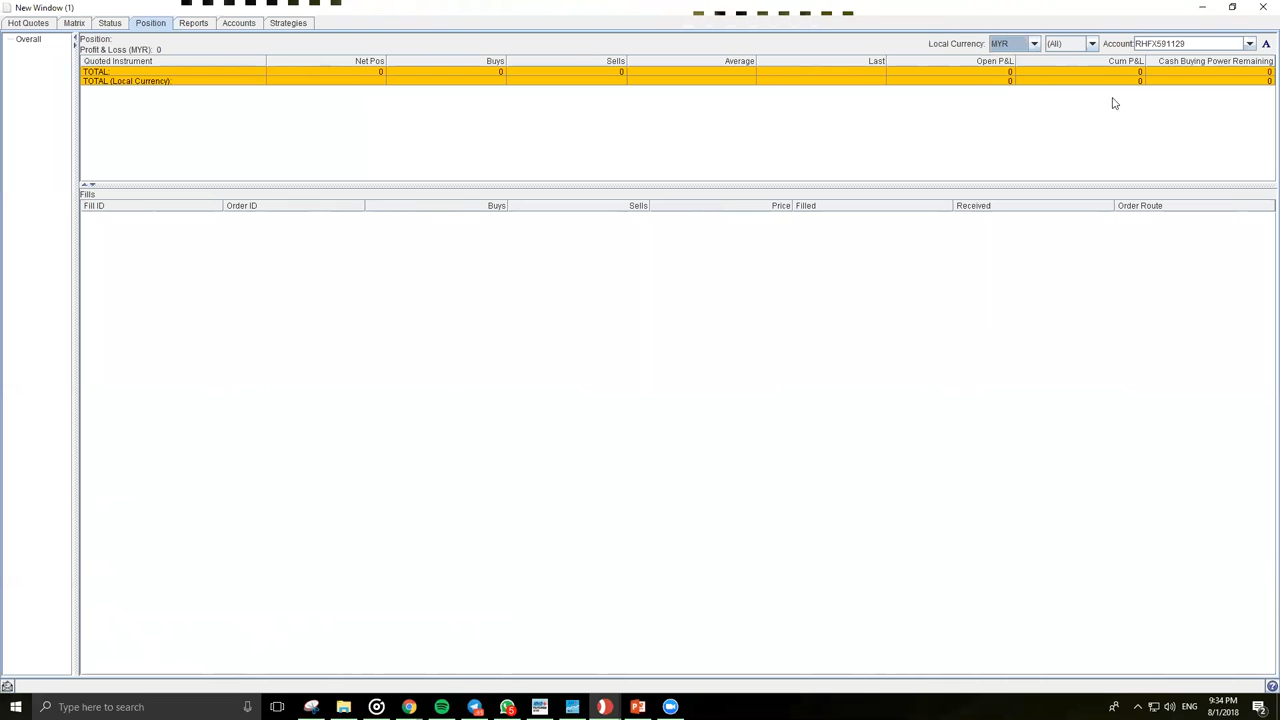 New Window (1)
Hot Quotes Matrix Status Position Reports Accounts Strategies
Overall
Position:
Local Currency: MYR (All) Account: RHFX591129 A
Profit & Loss (MYR): 0
Quoted Instrument Net Pos Buys Sells Average Last Open P&L Cum P&L Cash Buying Power Remaining
TOTAL: 0 0 0 0 0 0
TOTAL (Local Currency): 0 0 0
Fills
Fill ID Order ID Buys Sells Price Filled Received Order Route
Type here to search
ENG
9:34 PM
8/1/2018
2